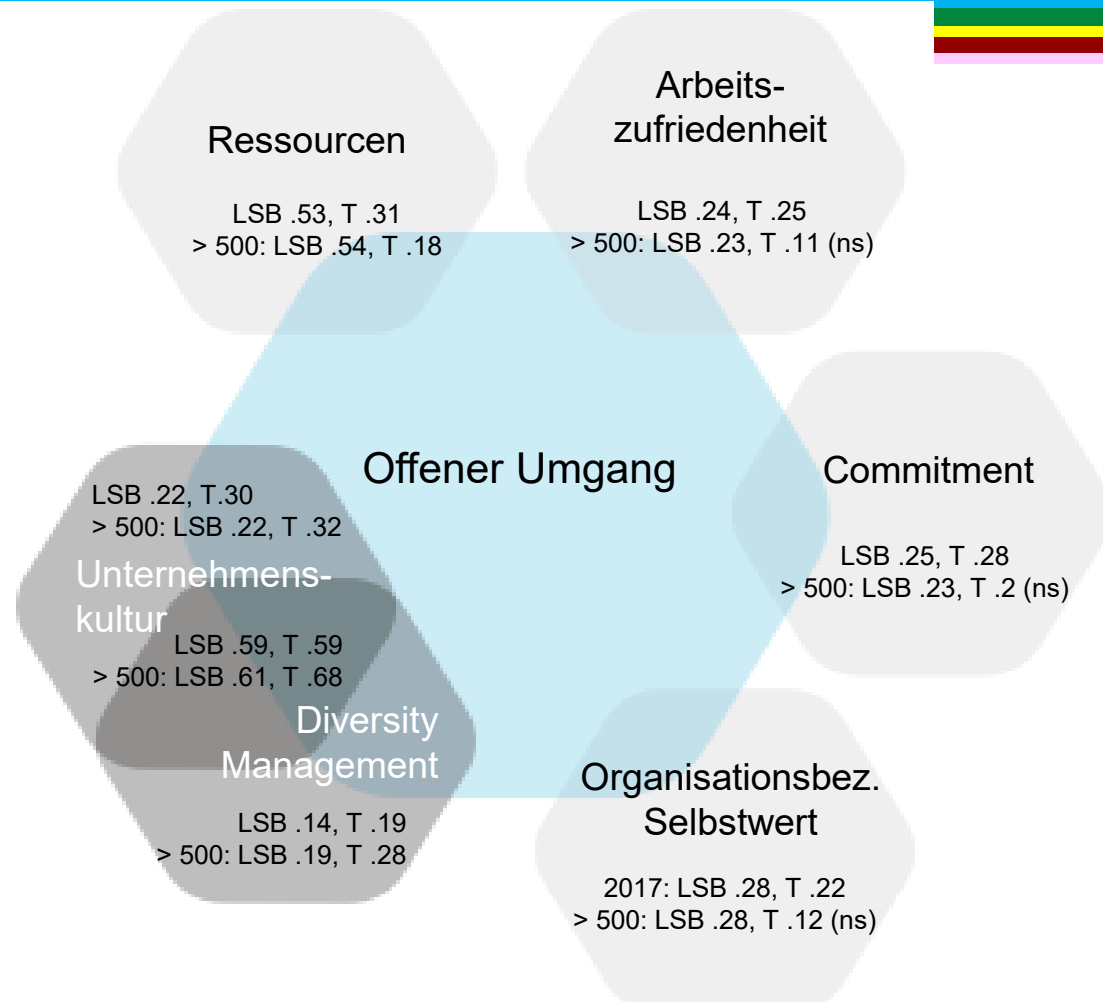 Ressourcen
LSB .53, T .31
> 500: LSB .54, T .18
Arbeits-
zufriedenheit
LSB .24, T .25
> 500: LSB .23, T .11 (ns)
Offener Umgang
Commitment
LSB .25, T .28
> 500: LSB .23, T .2 (ns)
LSB .22, T.30
> 500: LSB .22, T .32
Unternehmens-
kultur
LSB .59, T .59
> 500: LSB .61, T .68
Diversity
Management
LSB .14, T .19
> 500: LSB .19, T .28
Organisationsbez.
Selbstwert
2017: LSB .28, T .22
> 500: LSB .28, T .12 (ns)